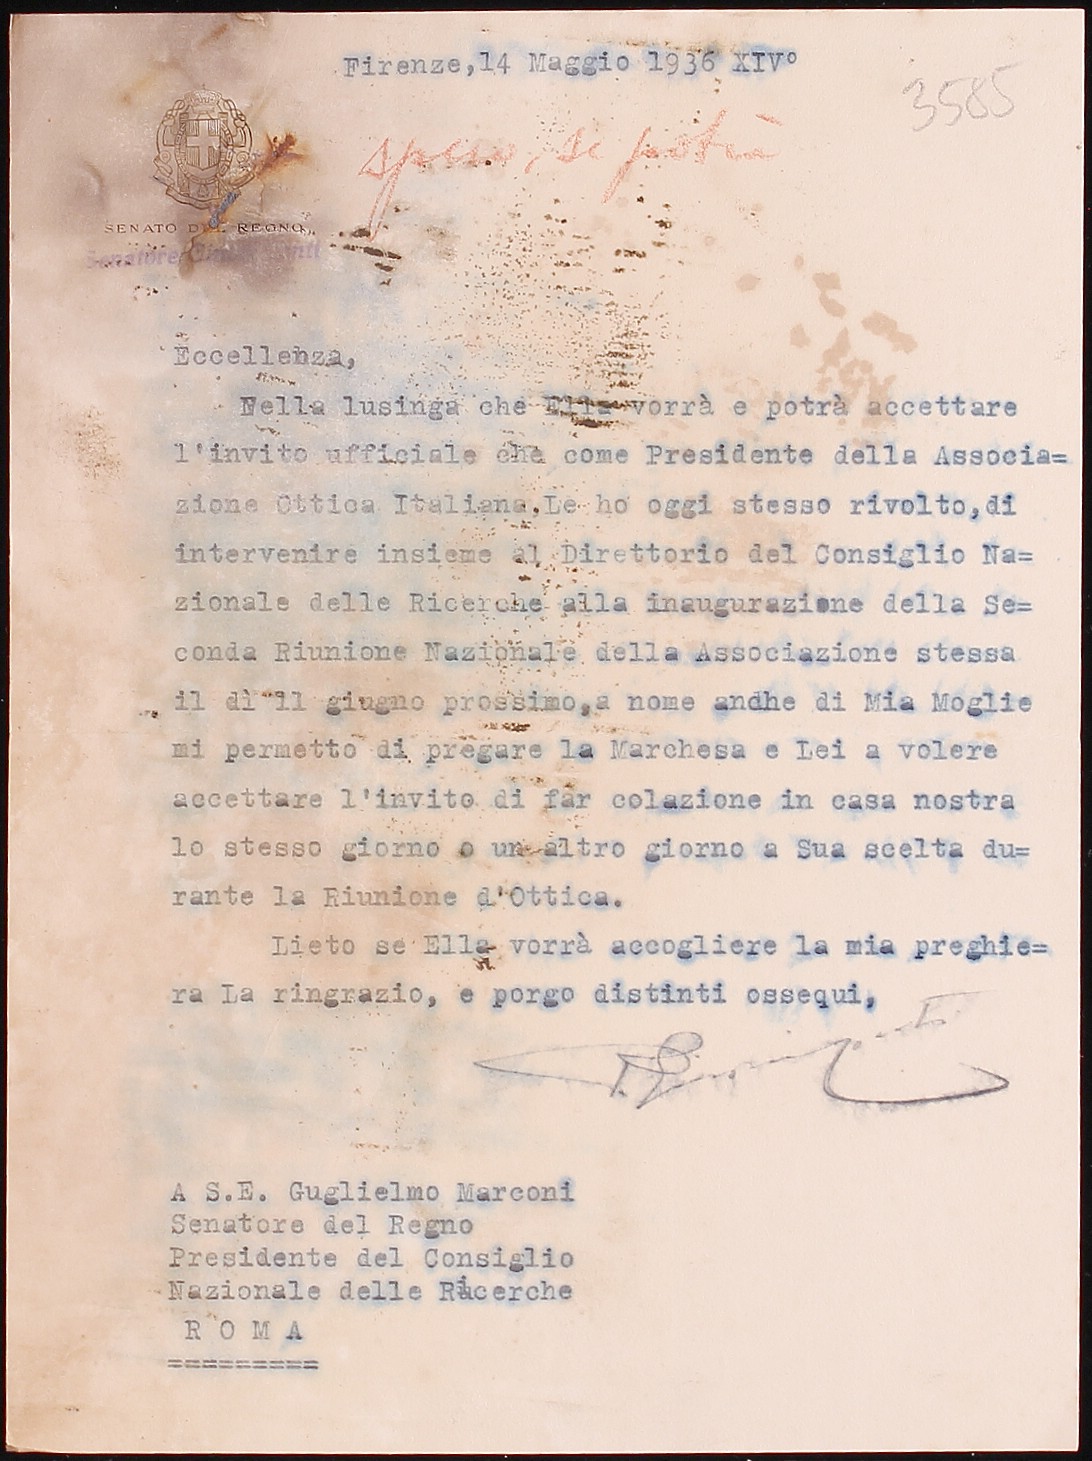 Firenze,14 Maggio 1936 XIVº
3585
spero, si potrà
SENATO DEL REGNO
Senatore
Eccellenza,
Nella lusinga che Ella vorrà e potrà accettare
l'invito ufficiale che come Presidente della Associa=
zione Ottica Italiana.Le ho oggi stesso rivolto,di
intervenire insieme al Direttorio del Consiglio Na=
zionale delle Ricerche alla inaugurazione della Se=
conda Riunione Nazionale della Associazione stessa
il dì 11 giugno prossimo,a nome andhe di Mia Moglie
mi permetto di pregare la Marchesa e Lei a volere
accettare l'invito di far colazione in casa nostra
lo stesso giorno o un altro giorno a Sua scelta du=
rante la Riunione d'Ottica.
Lieto se Ella vorrà accogliere la mia preghie=
ra La ringrazio, e porgo distinti ossequi,
A S.E. Guglielmo Marconi
Senatore del Regno
Presidente del Consiglio
Nazionale delle Ricerche
R O M A
=========